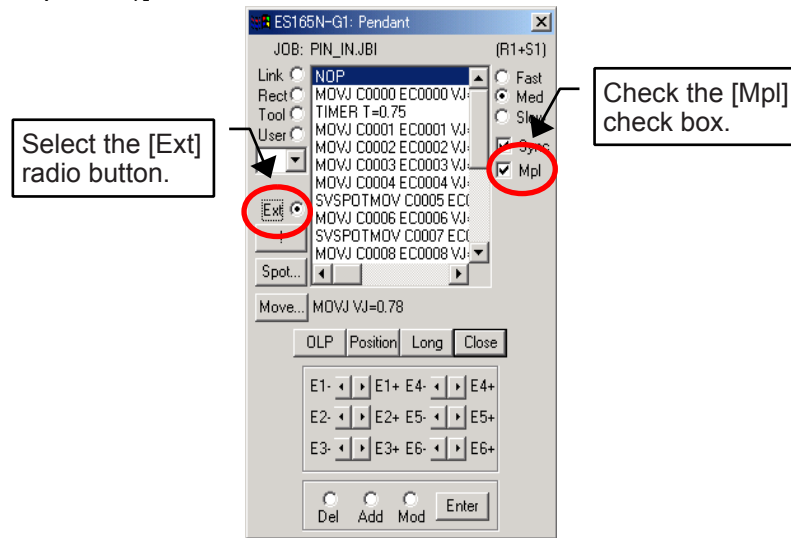 ES165N-G1: Pendant
JOB: PIN_IN.JBI (R1+S1)
Link
Rect
Tool
User
Ext
Spot...
Move...
NOP
MOVJ C0000 EC0000 VJ=
TIMER T=0.75
MOVJ C0001 EC0001 VJ=
MOVJ C0002 EC0002 VJ=
MOVJ C0003 EC0003 VJ=
MOVJ C0004 EC0004 VJ=
SVSPOTMOV C0005 EC0
MOVJ C0006 EC0006 VJ=
SVSPOTMOV C0007 EC0
MOVJ C0008 EC0008 VJ=
Fast
Med
Slow
Sync
Mpl
Select the [Ext]
radio button.
Check the [Mpl]
check box.
MOVJ VJ=0.78
OLP Position Long Close
E1- E1+ E4- E4+
E2- E2+ E5- E5+
E3- E3+ E6- E6+
Del Add Mod Enter